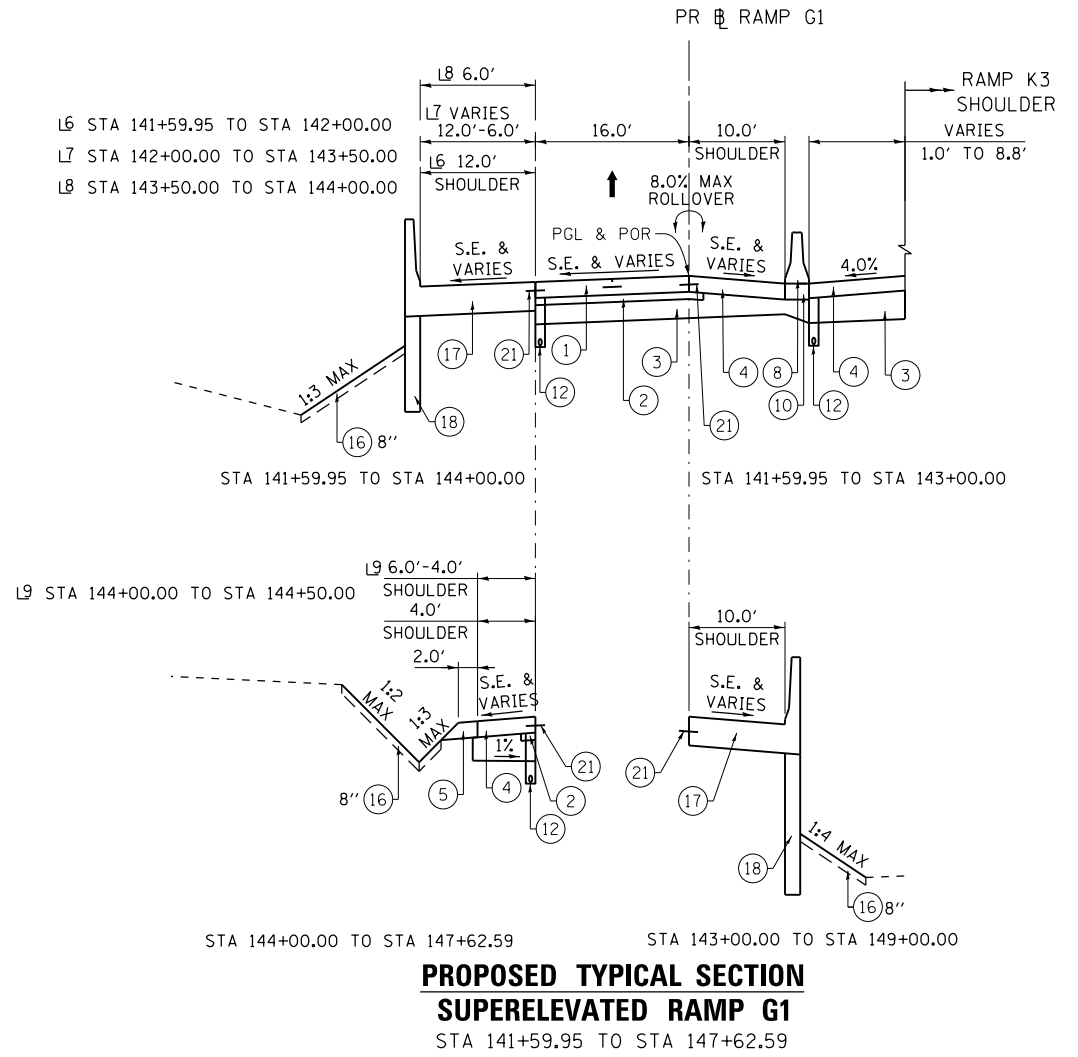 PR ⅊ RAMP G1
L8 6.0'
RAMP K3
SHOULDER
L7 VARIES
12.0'-6.0'
16.0'
10.0'
SHOULDER
VARIES
1.0' TO 8.8'
L6 STA 141+59.95 TO STA 142+00.00
L7 STA 142+00.00 TO STA 143+50.00
L8 STA 143+50.00 TO STA 144+00.00
L6 12.0'
SHOULDER
8.0% MAX
ROLLOVER
PGL & POR
S.E. &
VARIES
S.E. & VARIES
S.E. &
VARIES
4.0%
17
21
1
12
3
2
4
21
8
10
12
4
3
1:3 MAX
16 8''
18
STA 141+59.95 TO STA 144+00.00
STA 141+59.95 TO STA 143+00.00
L9 6.0'-4.0'
SHOULDER
L9 STA 144+00.00 TO STA 144+50.00
4.0'
SHOULDER
10.0'
SHOULDER
2.0'
1:2
MAX
1:3
MAX
S.E. &
VARIES
S.E. &
VARIES
1%
8'' 16
5
4
12
2
21
21
17
18
1:4 MAX
16 8''
STA 144+00.00 TO STA 147+62.59
STA 143+00.00 TO STA 149+00.00
PROPOSED TYPICAL SECTION
SUPERELEVATED RAMP G1
STA 141+59.95 TO STA 147+62.59